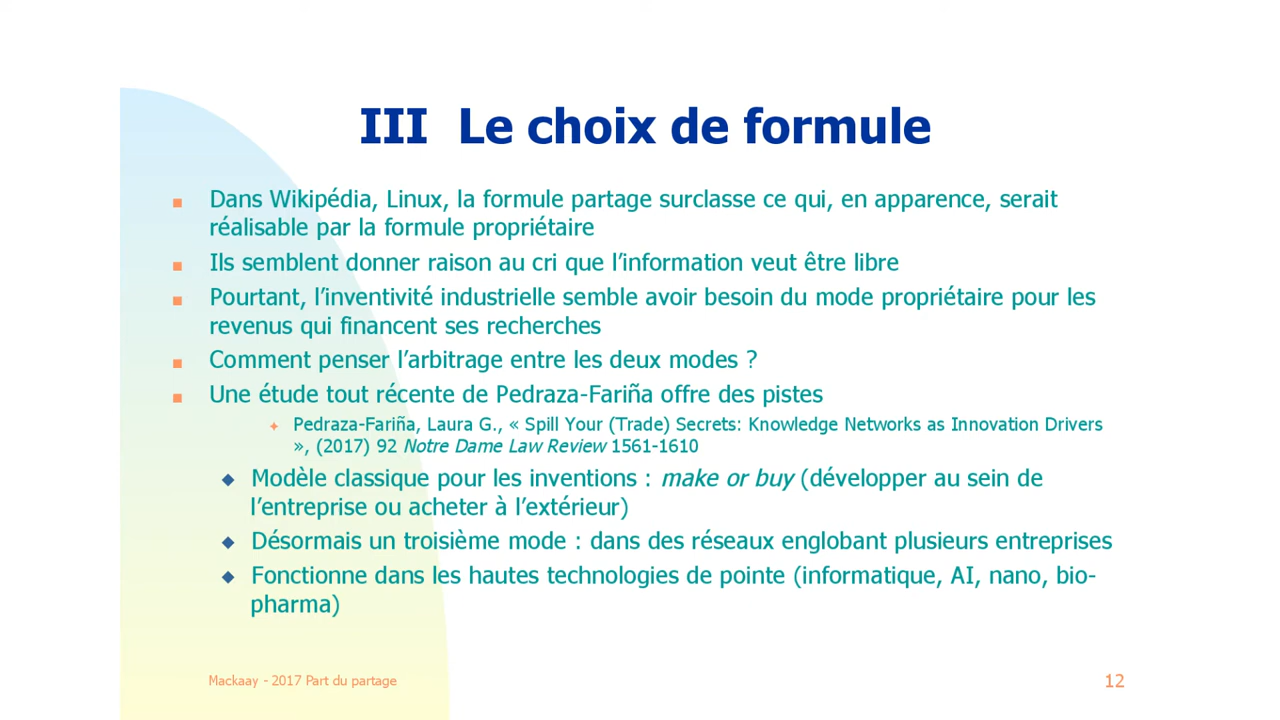 III Le choix de formule
Dans Wikipédia, Linux, la formule partage surclasse ce qui, en apparence, serait
réalisable par la formule propriétaire
Ils semblent donner raison au cri que l’information veut être libre
Pourtant, l’inventivité industrielle semble avoir besoin du mode propriétaire pour les
revenus qui financent ses recherches
Comment penser l’arbitrage entre les deux modes ?
Une étude tout récente de Pedraza-Fariña offre des pistes
Pedraza-Fariña, Laura G., « Spill Your (Trade) Secrets: Knowledge Networks as Innovation Drivers
», (2017) 92 Notre Dame Law Review 1561-1610
Modèle classique pour les inventions : make or buy (développer au sein de
l’entreprise ou acheter à l’extérieur)
Désormais un troisième mode : dans des réseaux englobant plusieurs entreprises
Fonctionne dans les hautes technologies de pointe (informatique, AI, nano, bio-
pharma)
Mackaay - 2017 Part du partage
12